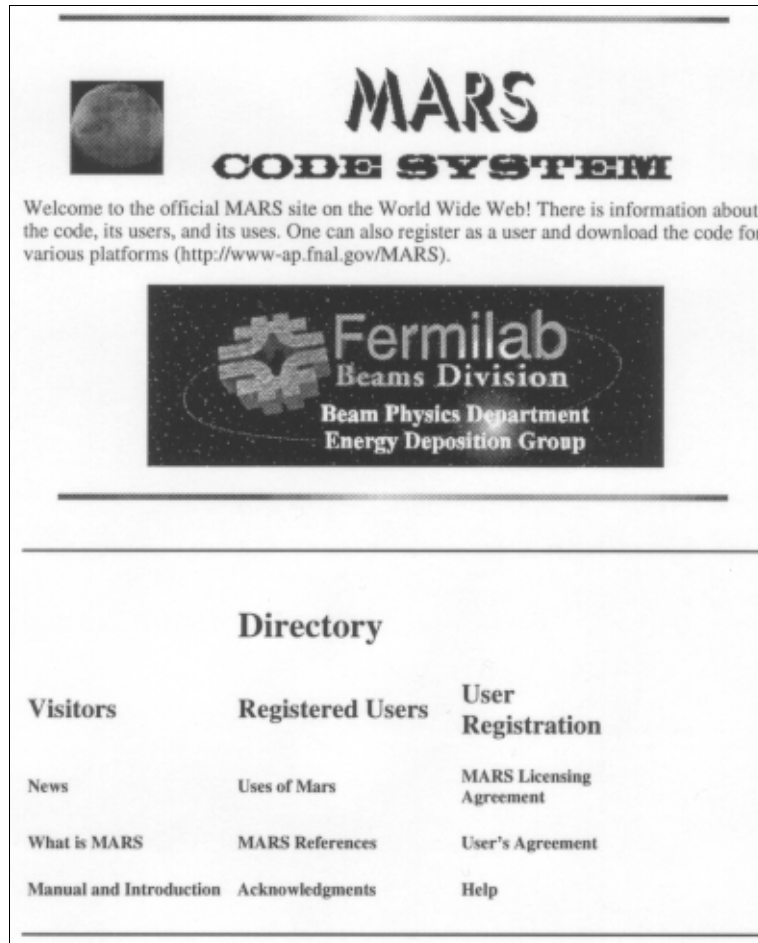 MARS
CODE SYSTEM
Welcome to the official MARS site on the World Wide Web! There is information about
the code, its users, and its uses. One can also register as a user and download the code for
various platforms (http://www-ap.fnal.gov/MARS).
Fermilab
Beams Division
Beam Physics Department
Energy Deposition Group
Directory
Visitors Registered Users User
Registration
News Uses of Mars MARS Licensing
Agreement
What is MARS MARS References User's Agreement
Manual and Introduction Acknowledgments Help